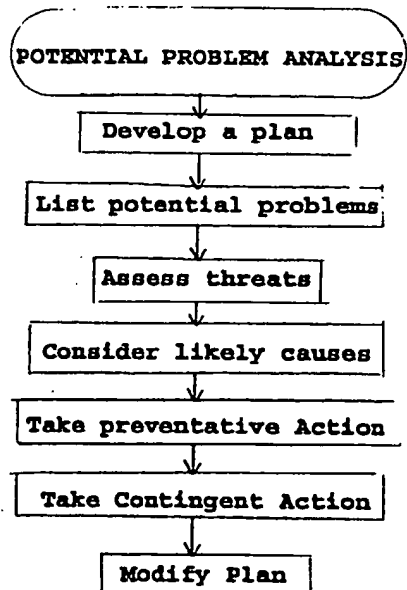 POTENTIAL PROBLEM ANALYSIS
Develop a plan
List potential problems
Assess threats
Consider likely causes
Take preventative Action
Take Contingent Action
Modify Plan